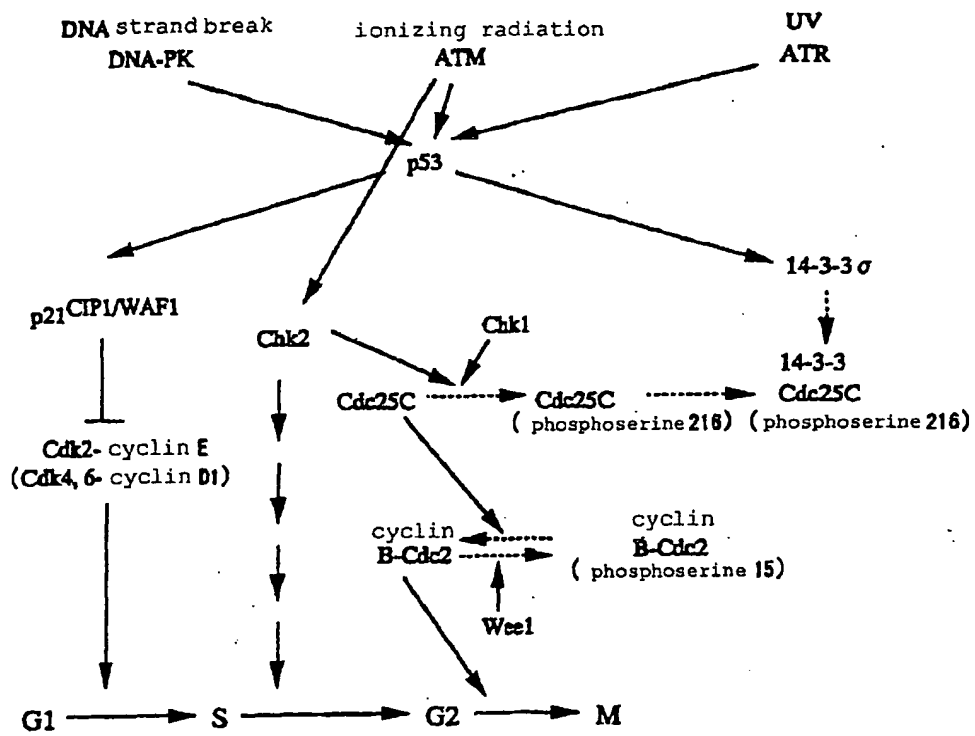 DNA strand break
DNA-PK
ionizing radiation
ATM
UV
ATR
p53
p21CIP1/WAF1
14-3-3 σ
Chk2
Chk1
14-3-3
Cdc25C
Cdc25C
Cdc25C
( phosphoserine 216)
(phosphoserine 216)
Cdk2- cyclin E
(Cdk4, 6- cyclin D1)
cyclin
B-Cdc2
cyclin
B-Cdc2
( phosphoserine 15)
Wee1
G1
S
G2
M